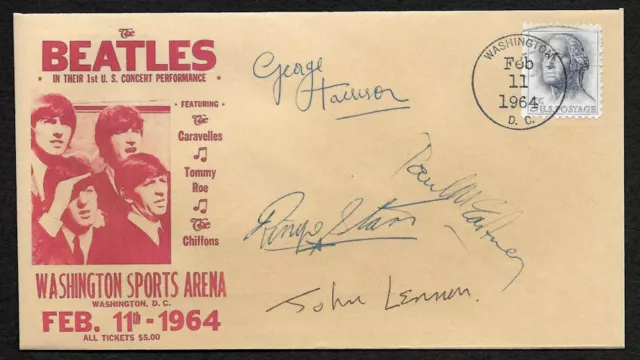 The
BEATLES
IN THEIR 1st U. S. CONCERT PERFORMANCE
FEATURING
The
Caravelles
Tommy
Roe
The
Chiffons
WASHINGTON SPORTS ARENA
WASHINGTON, D. C.
FEB. 11th - 1964
ALL TICKETS $5.00
George
Harrison
Paul McCartney
Ringo Starr
John Lennon.
WASHINGTON
Feb
11
1964
D. C.
U.S. POSTAGE